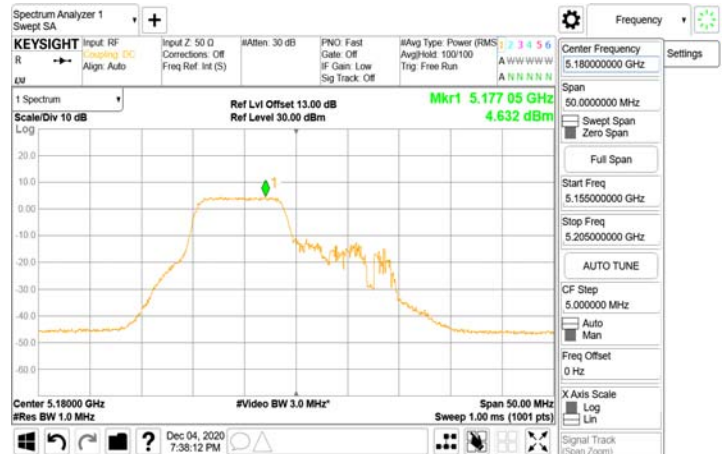 Spectrum Analyzer 1
Swept SA
+
Frequency
KEYSIGHT
R
Input: RF
Coupling: DC
Align: Auto
Input Z: 50 Ω
Corrections: Off
Freq Ref: Int (S)
#Atten: 30 dB
PNO: Fast
Gate: Off
IF Gain: Low
Sig Track: Off
#Avg Type: Power (RMS
Avg|Hold: 100/100
Trig: Free Run
1 2 3 4 5 6
A W W W W W
A N N N N N
Settings
Center Frequency
5.180000000 GHz
Span
50.0000000 MHz
Swept Span
Zero Span
Full Span
Start Freq
5.155000000 GHz
Stop Freq
5.205000000 GHz
AUTO TUNE
CF Step
5.000000 MHz
Auto
Man
Freq Offset
0 Hz
X Axis Scale
Log
Lin
Signal Track
(Span Zoom)
1 Spectrum
Scale/Div 10 dB
Log
Ref Lvl Offset 13.00 dB
Ref Level 30.00 dBm
Mkr1 5.177 05 GHz
4.632 dBm
1
20.0
10.0
0.00
-10.0
-20.0
-30.0
-40.0
-50.0
-60.0
Center 5.18000 GHz
#Res BW 1.0 MHz
#Video BW 3.0 MHz*
Span 50.00 MHz
Sweep 1.00 ms (1001 pts)
?
Dec 04, 2020
7:38:12 PM